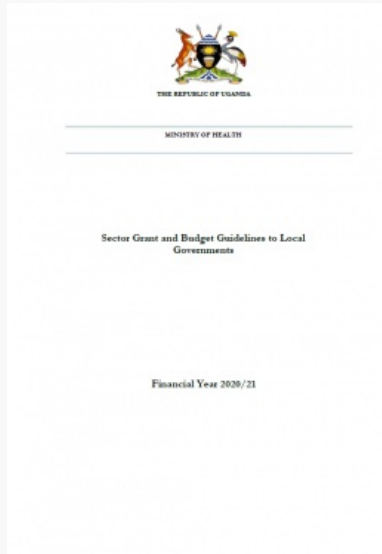 THE REPUBLIC OF UGANDA
MINISTRY OF HEALTH
Sector Grant and Budget Guidelines to Local
Governments
Financial Year 2020/21